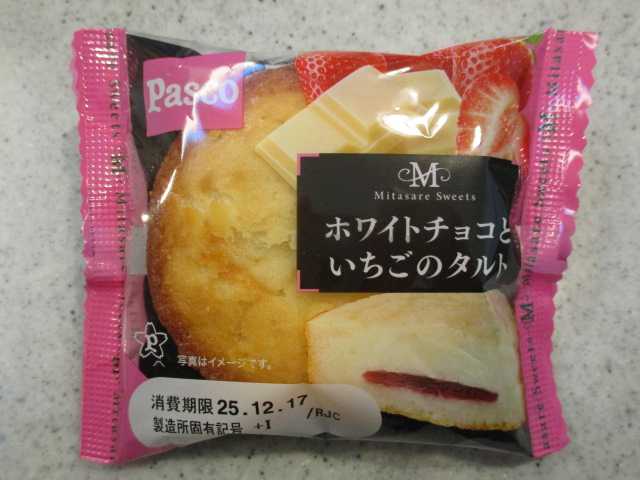 Pasco
M
Mitasare Sweets
ホワイトチョコと
いちごのタルト
P
写真はイメージです。
消費期限 25.12.17
製造所固有記号 +I /RJC